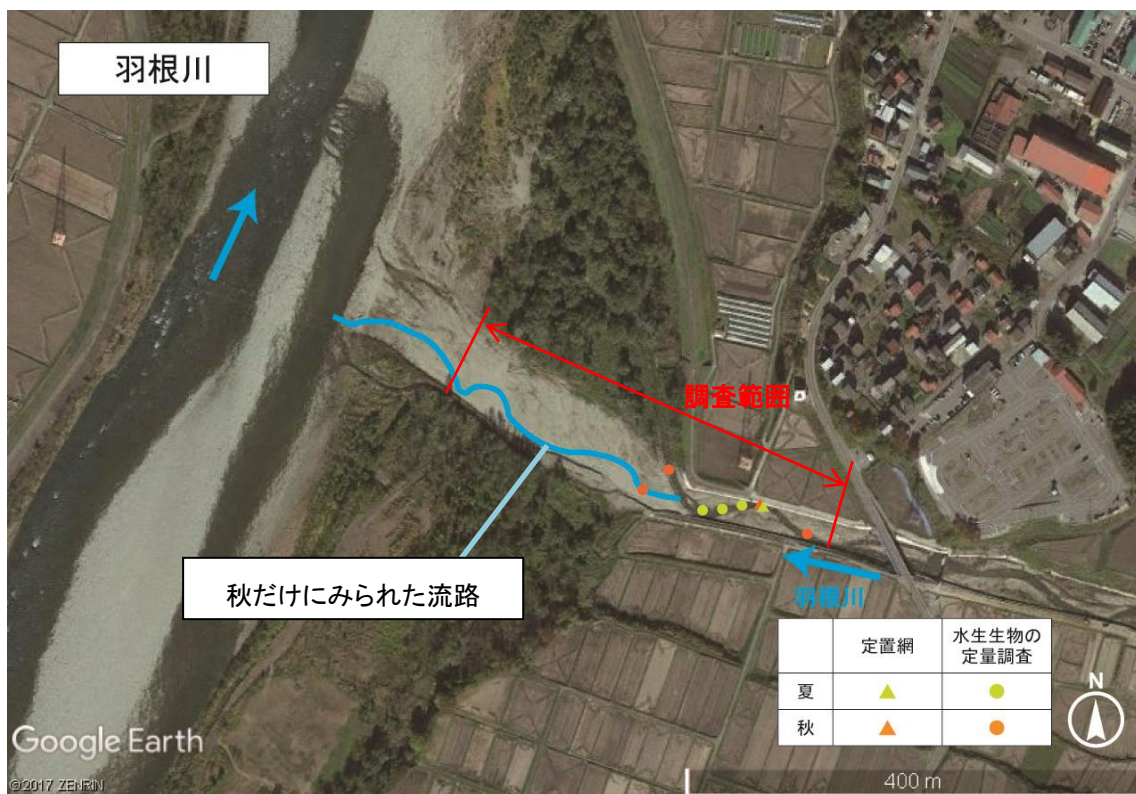 羽根川
調査範囲
秋だけにみられた流路
羽根川
定置網
水生生物の
定量調査
夏
秋
N
Google Earth
©2017 ZENRIN
400 m